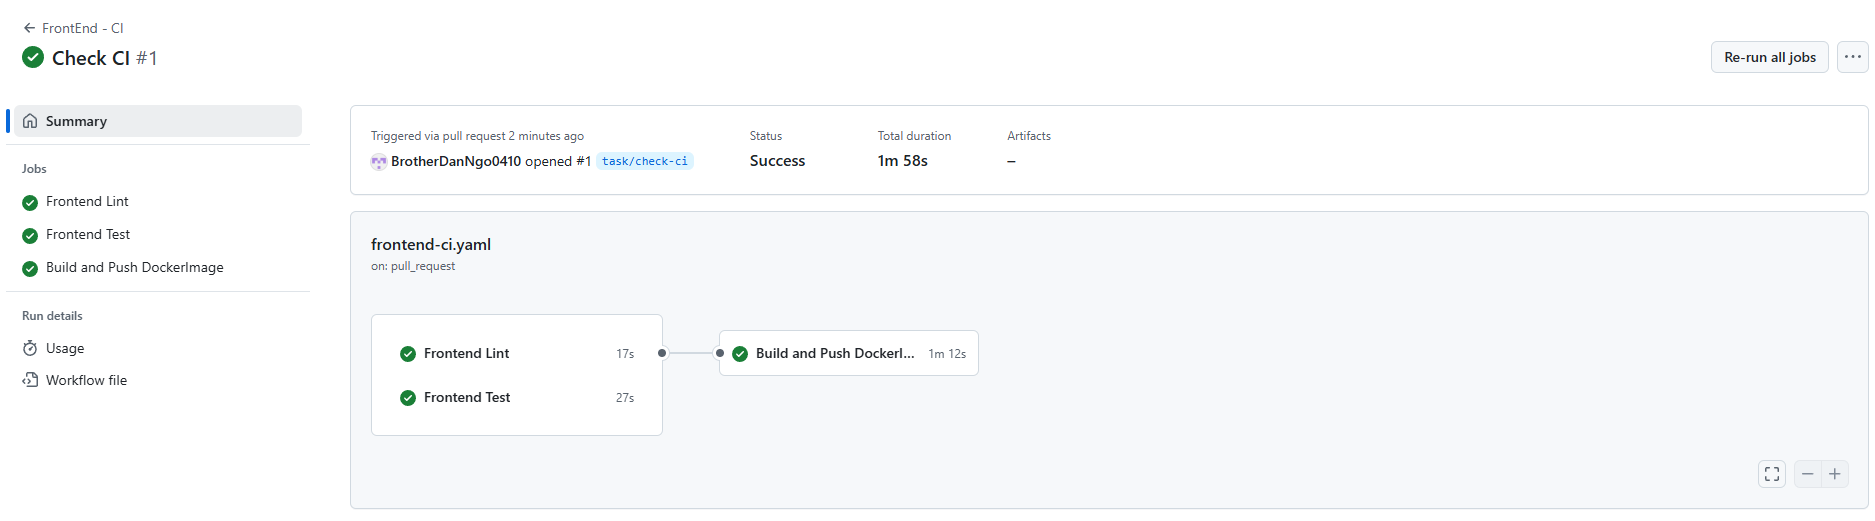 FrontEnd - CI
Check CI #1
Re-run all jobs
Summary
Jobs
Frontend Lint
Frontend Test
Build and Push DockerImage
Run details
Usage
Workflow file
Triggered via pull request 2 minutes ago
BrotherDanNgo0410 opened #1 task/check-ci
Status
Success
Total duration
1m 58s
Artifacts
–
frontend-ci.yaml
on: pull_request
Frontend Lint 17s
Frontend Test 27s
Build and Push DockerI... 1m 12s